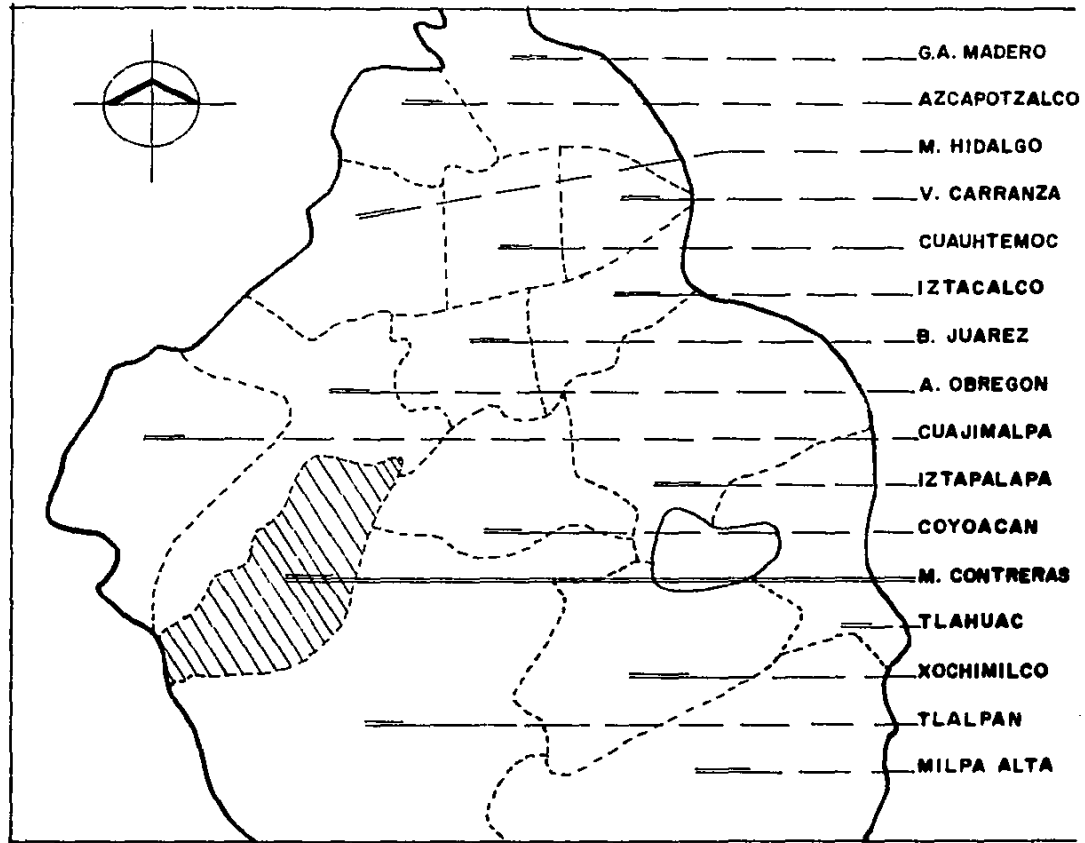 G.A. MADERO
AZCAPOTZALCO
M. HIDALGO
V. CARRANZA
CUAUHTEMOC
IZTACALCO
B. JUAREZ
A. OBREGON
CUAJIMALPA
IZTAPALAPA
COYOACAN
M. CONTRERAS
TLAHUAC
XOCHIMILCO
TLALPAN
MILPA ALTA